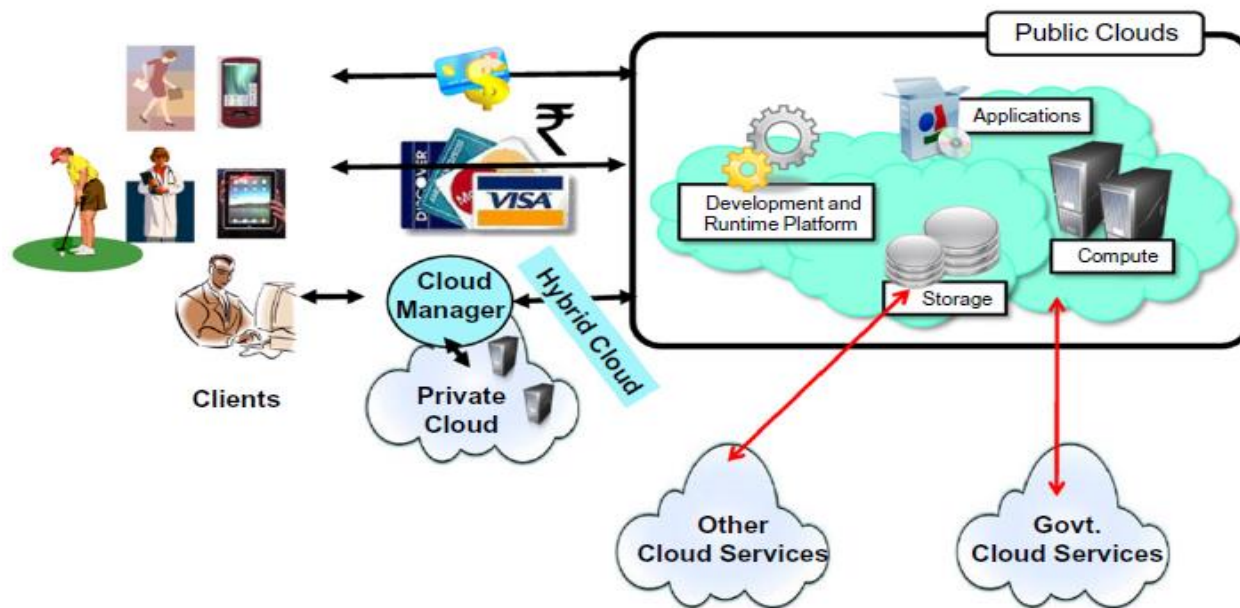 Public Clouds
Applications
Development and
Runtime Platform
Compute
Storage
₹
DISCOVER
VISA
Cloud
Manager
Hybrid Cloud
Private
Cloud
Clients
Other
Cloud Services
Govt.
Cloud Services